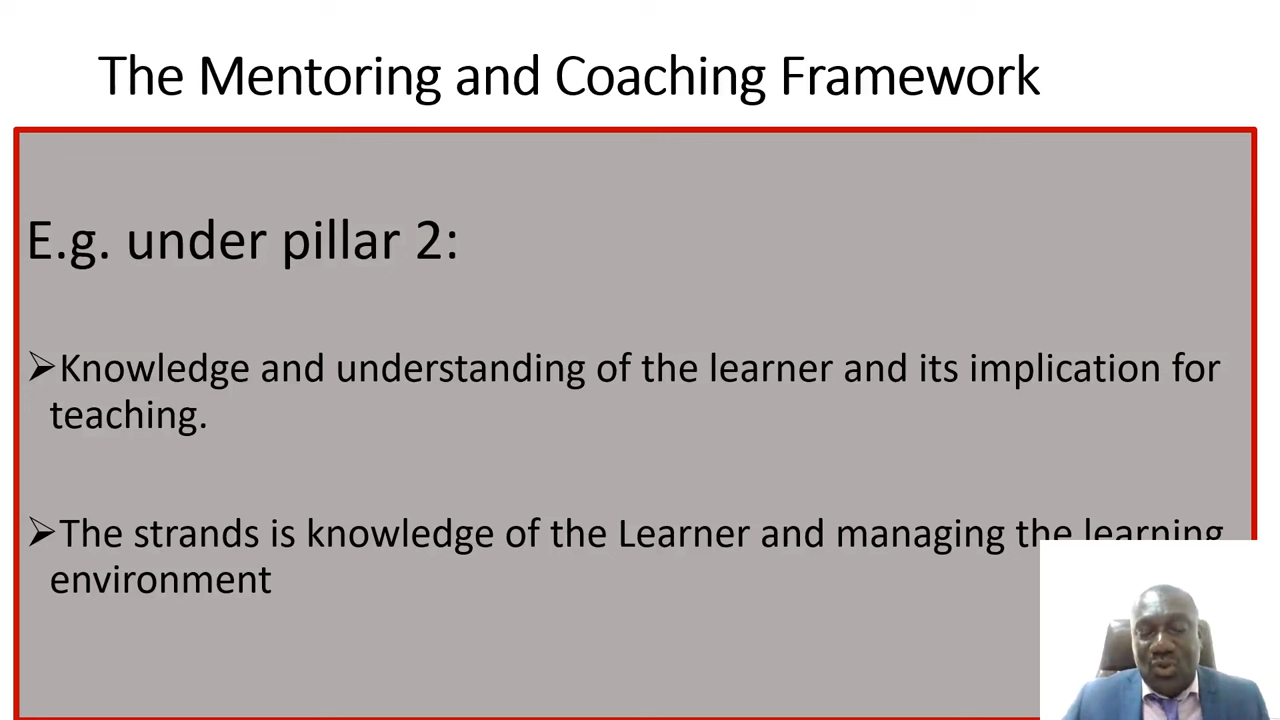 The Mentoring and Coaching Framework
E.g. under pillar 2:
➢Knowledge and understanding of the learner and its implication for
teaching.
➢The strands is knowledge of the Learner and managing the learning
environment